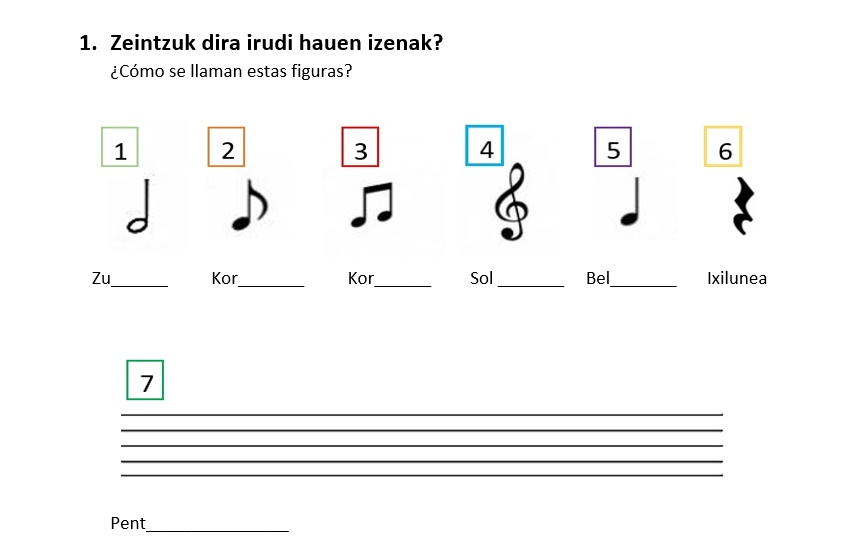 1. Zeintzuk dira irudi hauen izenak?
¿Cómo se llaman estas figuras?
1 2 3 4 5 6
Zu______ Kor_______ Kor______ Sol _______ Bel_______ Ixilunea
7
Pent_______________